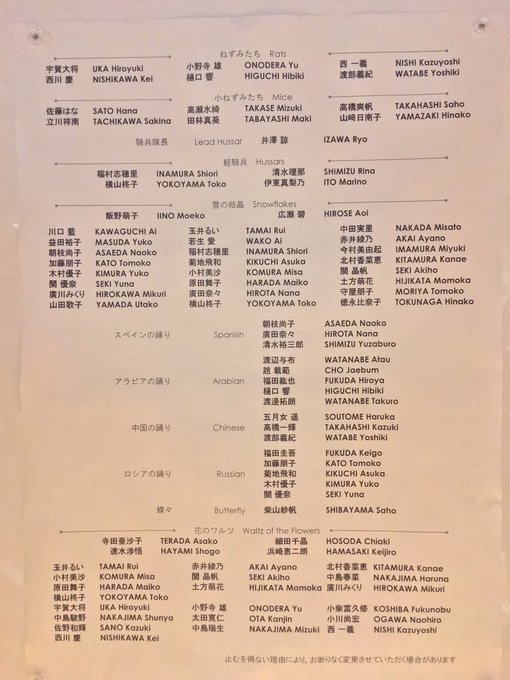 ねずみたち Rats
宇賀大将 UKA Hiroyuki 小野寺 雄 ONODERA Yu 西 一義 NISHI Kazuyoshi
西川 慶 NISHIKAWA Kei 樋口 響 HIGUCHI Hibiki 渡部義紀 WATABE Yoshiki
小ねずみたち Mice
佐藤はな SATO Hana 高瀬水綺 TAKASE Mizuki 高橋爽帆 TAKAHASHI Saho
立川祥南 TACHIKAWA Sakina 田林真葵 TABAYASHI Maki 山﨑日南子 YAMAZAKI Hinako
騎兵隊長 Lead Hussar 井澤 諒 IZAWA Ryo
軽騎兵 Hussars
稲村志穂里 INAMURA Shiori 清水理那 SHIMIZU Rina
横山柊子 YOKOYAMA Toko 伊東真梨乃 ITO Marino
雪の結晶 Snowflakes
飯野萌子 IINO Moeko 広瀬 碧 HIROSE Aoi
川口 藍 KAWAGUCHI Ai 玉井るい TAMAI Rui 中田実里 NAKADA Misato
益田裕子 MASUDA Yuko 若生 愛 WAKO Ai 赤井綾乃 AKAI Ayano
朝枝尚子 ASAEDA Naoko 稲村志穂里 INAMURA Shiori 今村美由起 IMAMURA Miyuki
加藤朋子 KATO Tomoko 菊地飛和 KIKUCHI Asuka 北村香菜恵 KITAMURA Kanae
木村優子 KIMURA Yuko 小村美沙 KOMURA Misa 関 晶帆 SEKI Akiho
関 優奈 SEKI Yuna 原田舞子 HARADA Maiko 土方萌花 HIJIKATA Momoka
廣川みくり HIROKAWA Mikuri 廣田奈々 HIROTA Nana 守屋朋子 MORIYA Tomoko
山田歌子 YAMADA Utako 横山柊子 YOKOYAMA Toko 徳永比奈子 TOKUNAGA Hinako
朝枝尚子 ASAEDA Naoko
スペインの踊り Spanish 廣田奈々 HIROTA Nana
清水裕三郎 SHIMIZU Yuzaburo
渡辺与布 WATANABE Atau
趙 載範 CHO Jaebum
アラビアの踊り Arabian 福田紘也 FUKUDA Hiroya
樋口 響 HIGUCHI Hibiki
渡邊拓朗 WATANABE Takuro
五月女 遥 SOUTOME Haruka
中国の踊り Chinese 高橋一輝 TAKAHASHI Kazuki
渡部義紀 WATABE Yoshiki
福田圭吾 FUKUDA Keigo
加藤朋子 KATO Tomoko
ロシアの踊り Russian 菊地飛和 KIKUCHI Asuka
木村優子 KIMURA Yuko
関 優奈 SEKI Yuna
蝶々 Butterfly 柴山紗帆 SHIBAYAMA Saho
花のワルツ Waltz of the Flowers
寺田亜沙子 TERADA Asako 細田千晶 HOSODA Chiaki
速水渉悟 HAYAMI Shogo 浜崎恵二朗 HAMASAKI Keijiro
玉井るい TAMAI Rui 赤井綾乃 AKAI Ayano 北村香菜恵 KITAMURA Kanae
小村美沙 KOMURA Misa 関 晶帆 SEKI Akiho 中島春菜 NAKAJIMA Haruna
原田舞子 HARADA Maiko 土方萌花 HIJIKATA Momoka 廣川みくり HIROKAWA Mikuri
横山柊子 YOKOYAMA Toko
宇賀大将 UKA Hiroyuki 小野寺 雄 ONODERA Yu 小柴富久修 KOSHIBA Fukunobu
中島駿野 NAKAJIMA Shunya 太田寛仁 OTA Kanjin 小川尚宏 OGAWA Naohiro
佐野和輝 SANO Kazuki 中島瑞生 NAKAJIMA Mizuki 西 一義 NISHI Kazuyoshi
西川 慶 NISHIKAWA Kei
止むを得ない理由により、お断りなく変更させていただく場合があります